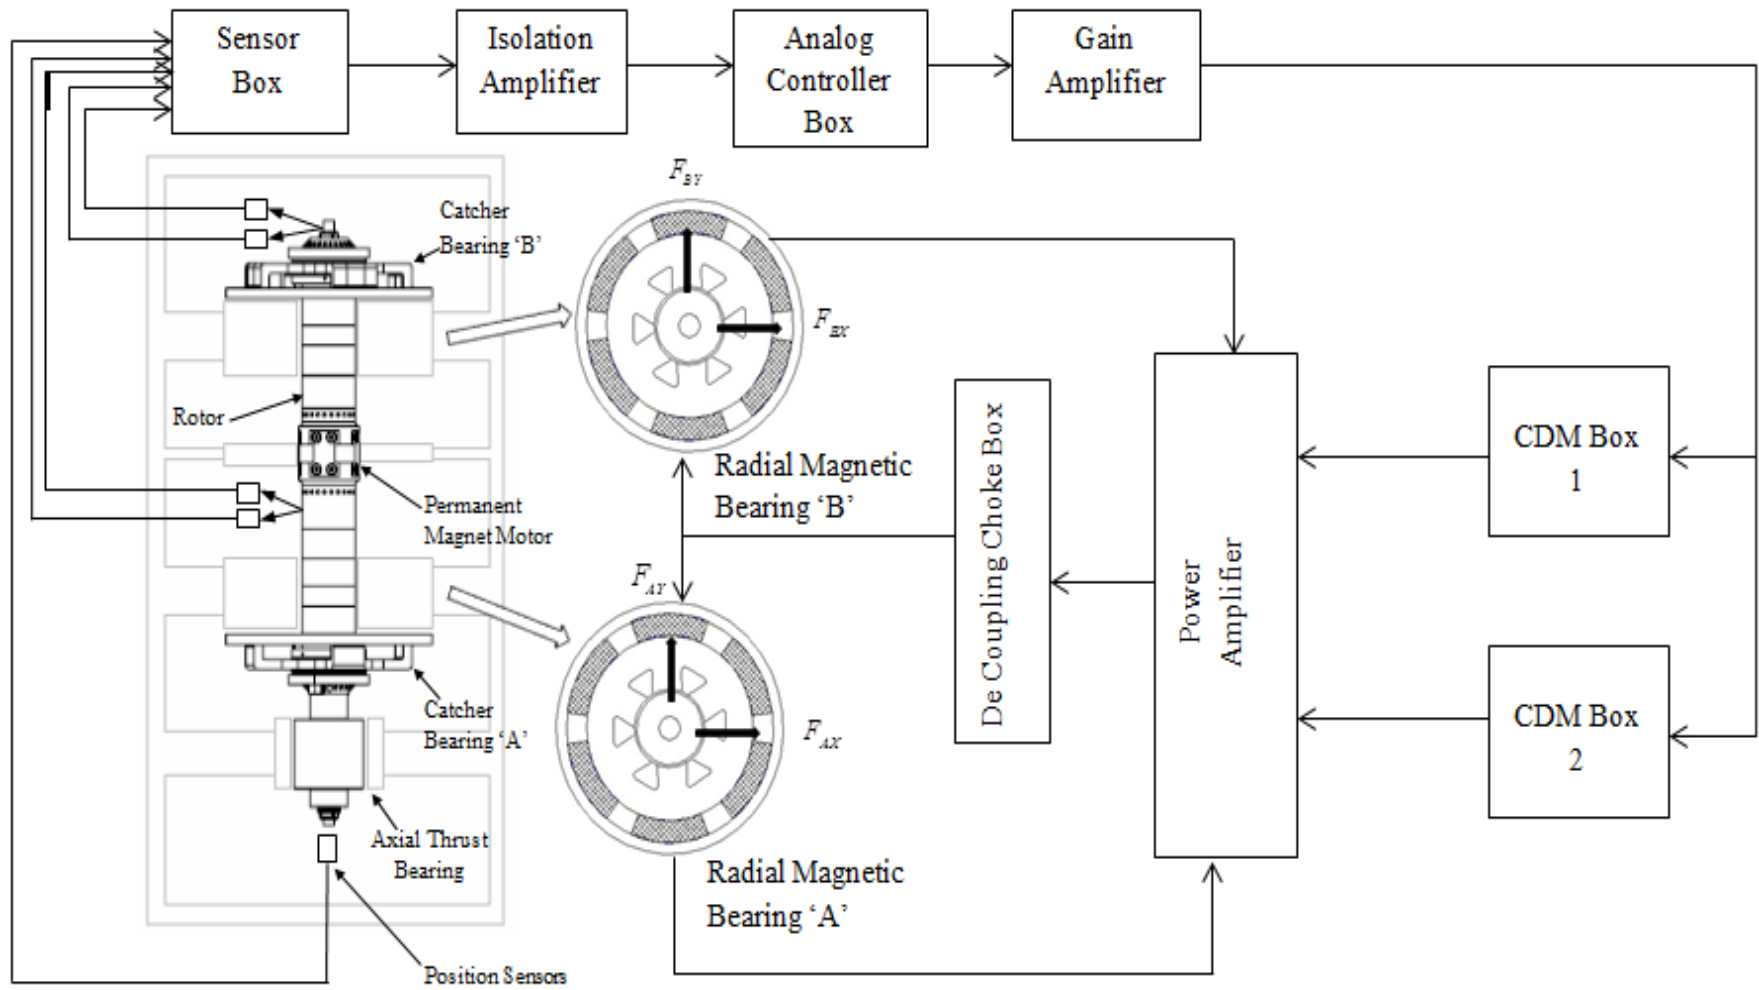 Sensor
Box
Isolation
Amplifier
Analog
Controller
Box
Gain
Amplifier
F_BY
Catcher
Bearing ‘B’
F_BX
Rotor
Radial Magnetic
Bearing ‘B’
Permanent
Magnet Motor
De Coupling Choke Box
Power
Amplifier
CDM Box
1
F_AY
Catcher
Bearing ‘A’
F_AX
CDM Box
2
Axial Thrust
Bearing
Radial Magnetic
Bearing ‘A’
Position Sensors